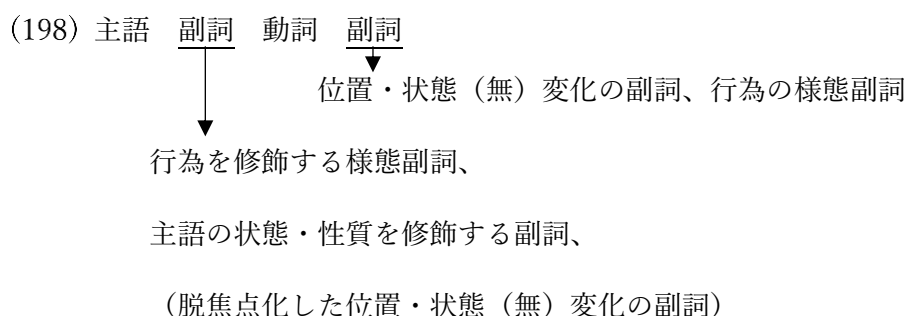 (198) 主語 副詞 動詞 副詞
位置・状態（無）変化の副詞、行為の様態副詞
行為を修飾する様態副詞、
主語の状態・性質を修飾する副詞、
（脱焦点化した位置・状態（無）変化の副詞）